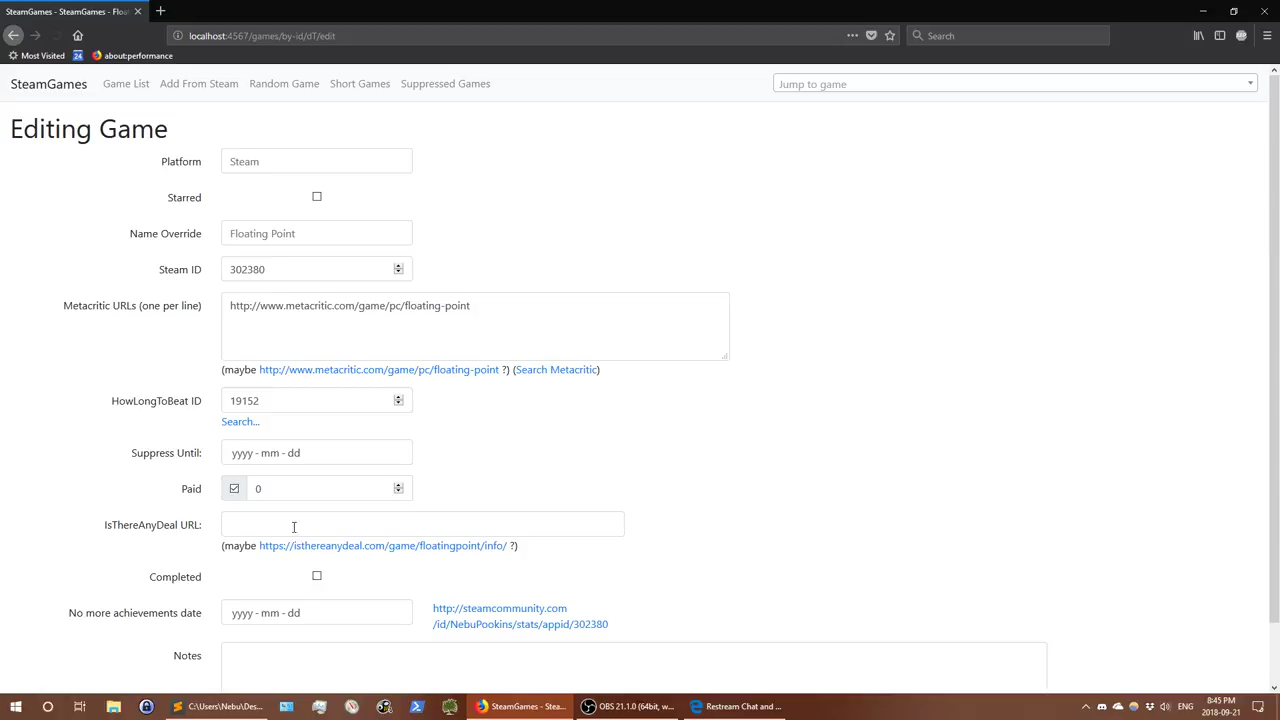 SteamGames - SteamGames - Floa
localhost:4567/games/by-id/dT/edit
Search
Most Visited
24
about:performance
SteamGames
Game List
Add From Steam
Random Game
Short Games
Suppressed Games
Jump to game
Editing Game
Platform
Steam
Starred
Name Override
Floating Point
Steam ID
302380
Metacritic URLs (one per line)
http://www.metacritic.com/game/pc/floating-point
(maybe http://www.metacritic.com/game/pc/floating-point ?) (Search Metacritic)
HowLongToBeat ID
19152
Search...
Suppress Until:
yyyy - mm - dd
Paid
0
IsThereAnyDeal URL:
(maybe https://isthereanydeal.com/game/floatingpoint/info/ ?)
Completed
No more achievements date
yyyy - mm - dd
http://steamcommunity.com
/id/NebuPookins/stats/appid/302380
Notes
C:\Users\Nebu\Des...
SteamGames - Stea...
OBS 21.1.0 (64bit, w...
Restream Chat and ...
ENG
8:45 PM
2018-09-21